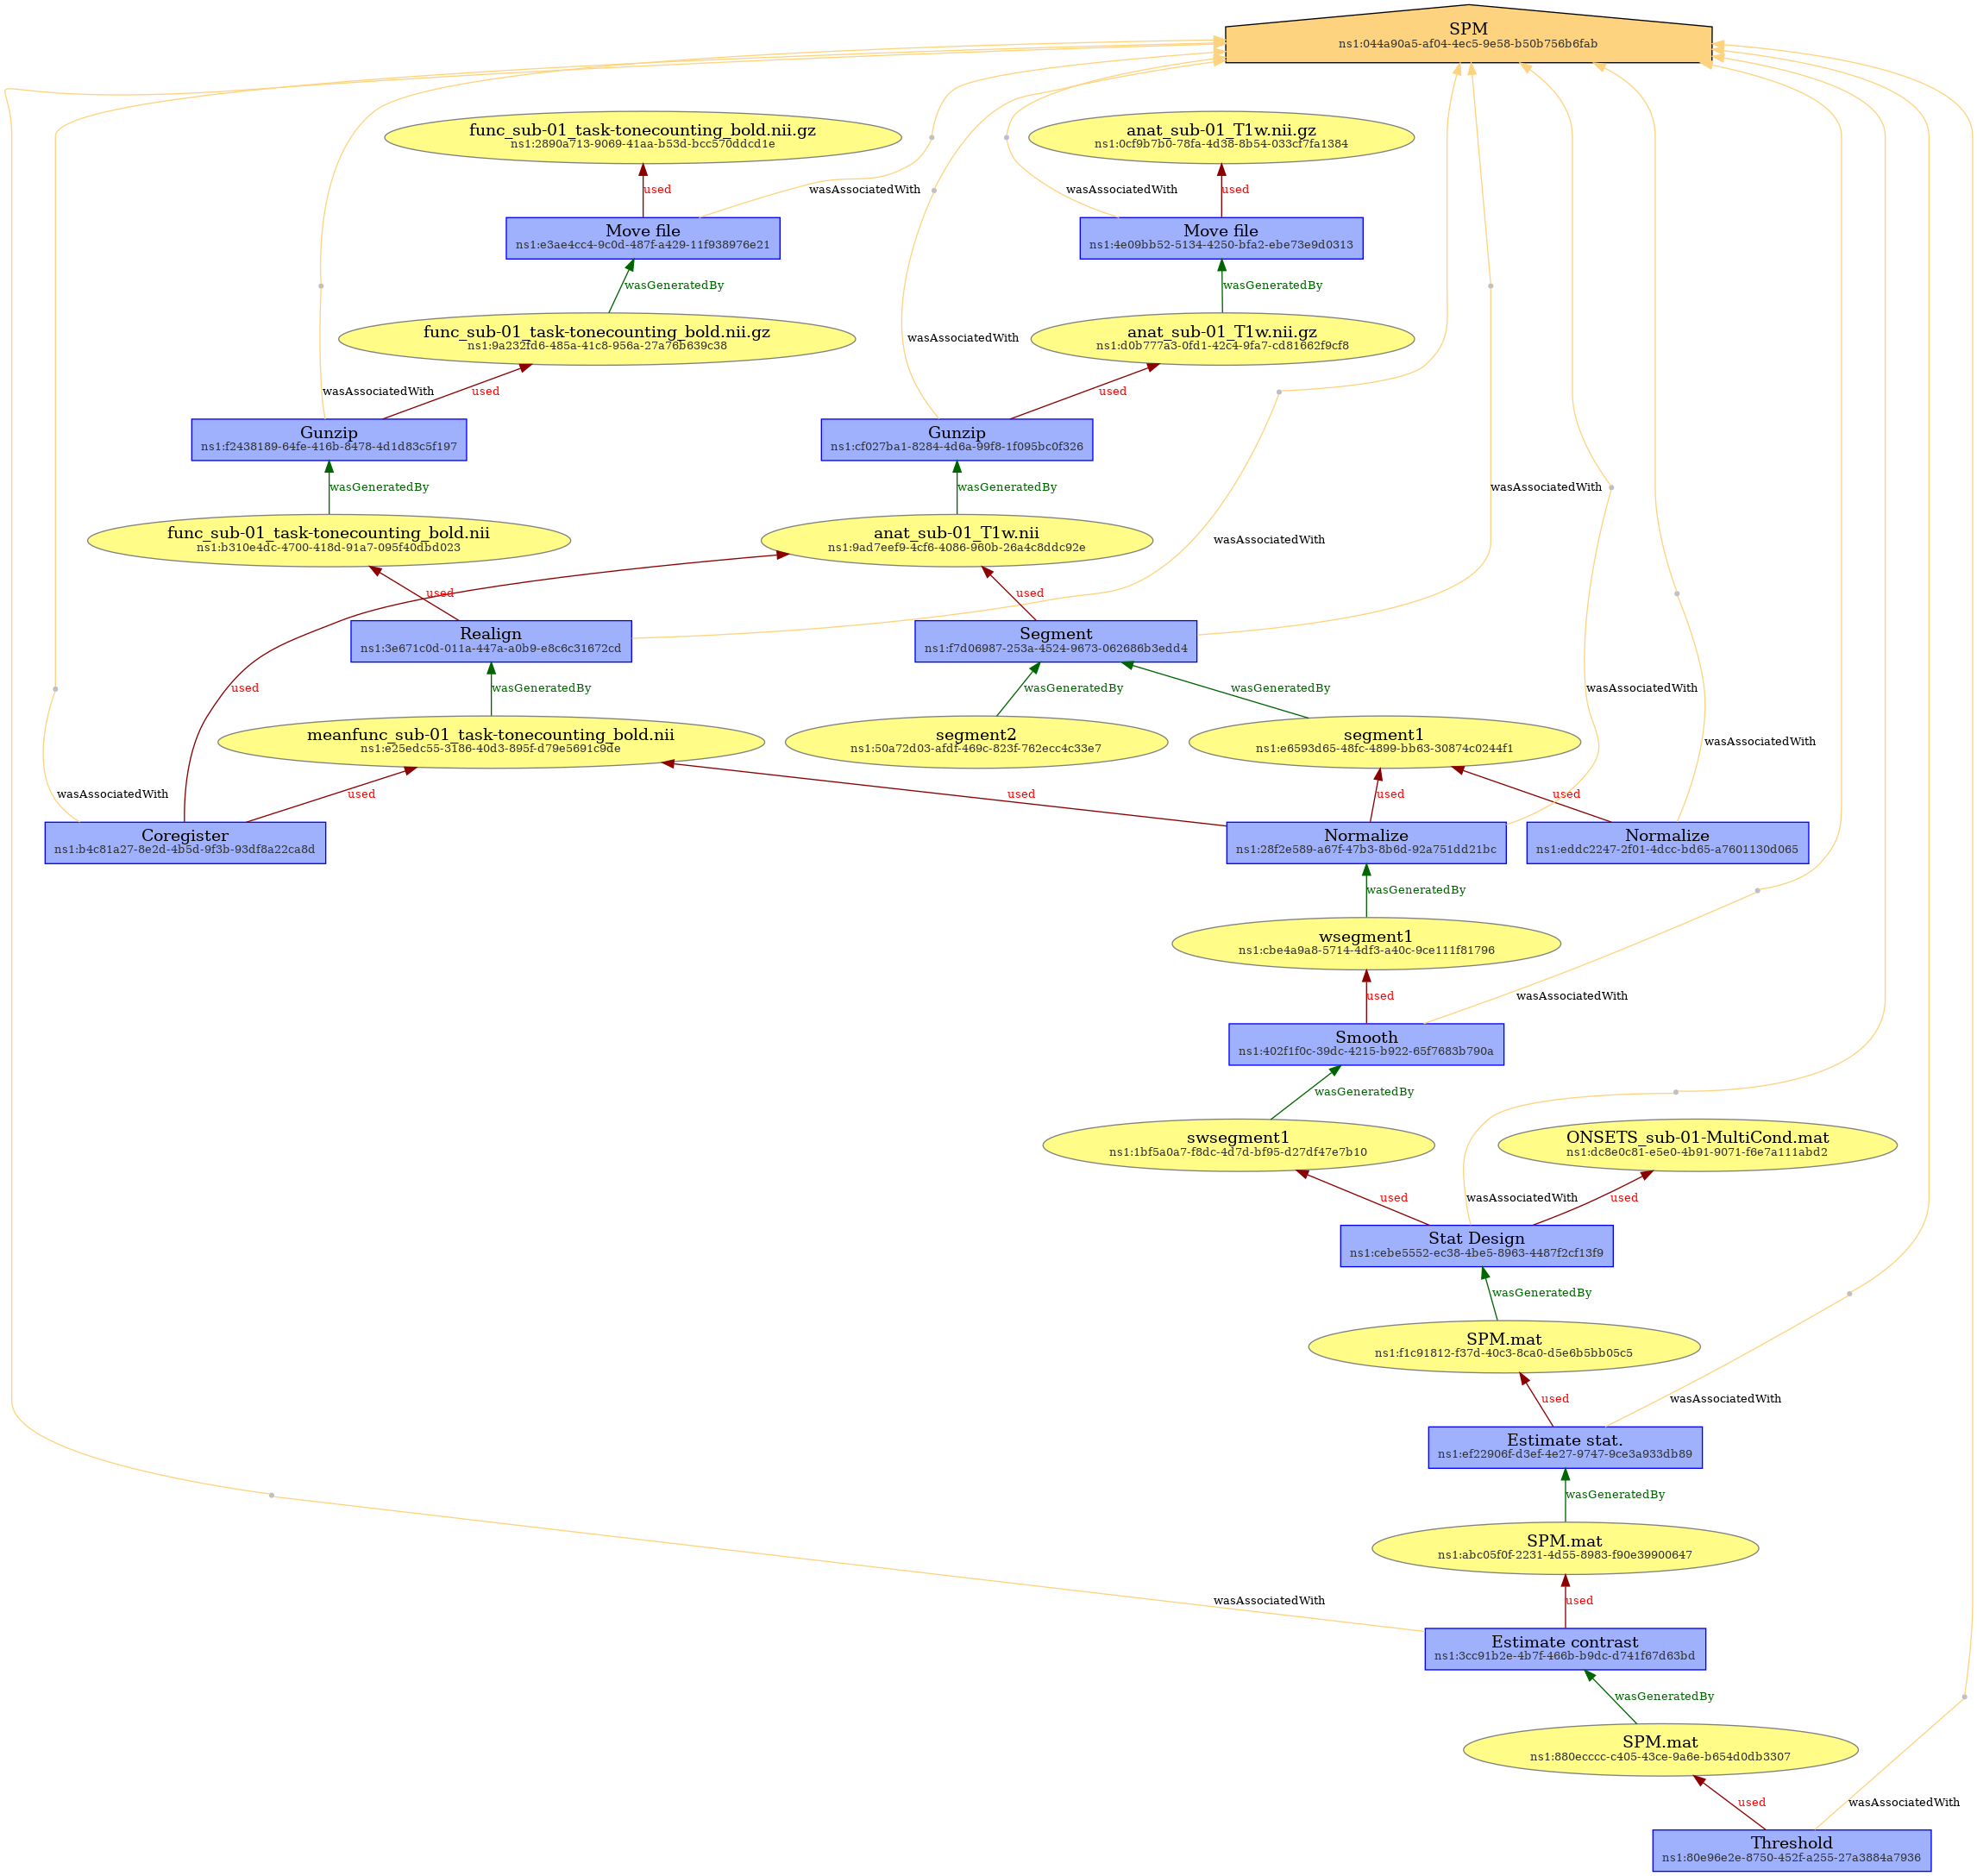 SPM
ns1:044a90a5-af04-4ec5-9e58-b50b756b6fab
func_sub-01_task-tonecounting_bold.nii.gz
ns1:2890a713-9069-41aa-b53d-bcc570ddcd1e
anat_sub-01_T1w.nii.gz
ns1:0cf9b7b0-78fa-4d38-8b54-033cf7fa1384
used
wasAssociatedWith
wasAssociatedWith
used
Move file
ns1:e3ae4cc4-9c0d-487f-a429-11f938976e21
Move file
ns1:4e09bb52-5134-4250-bfa2-ebe73e9d0313
wasGeneratedBy
wasGeneratedBy
func_sub-01_task-tonecounting_bold.nii.gz
ns1:9a232fd6-485a-41c8-956a-27a76b639c38
wasAssociatedWith
anat_sub-01_T1w.nii.gz
ns1:d0b777a3-0fd1-42c4-9fa7-cd81662f9cf8
wasAssociatedWith
used
used
Gunzip
ns1:f2438189-64fe-416b-8478-4d1d83c5f197
Gunzip
ns1:cf027ba1-8284-4d6a-99f8-1f095bc0f326
wasGeneratedBy
wasGeneratedBy
wasAssociatedWith
func_sub-01_task-tonecounting_bold.nii
ns1:b310e4dc-4700-418d-91a7-095f40dbd023
anat_sub-01_T1w.nii
ns1:9ad7eef9-4cf6-4086-960b-26a4c8ddc92e
wasAssociatedWith
used
used
Realign
ns1:3e671c0d-011a-447a-a0b9-e8c6c31672cd
Segment
ns1:f7d06987-253a-4524-9673-062686b3edd4
used
wasGeneratedBy
wasGeneratedBy
wasGeneratedBy
wasAssociatedWith
meanfunc_sub-01_task-tonecounting_bold.nii
ns1:e25edc55-3186-40d3-895f-d79e5691c9de
segment2
ns1:50a72d03-afdf-469c-823f-762ecc4c33e7
segment1
ns1:e6593d65-48fc-4899-bb63-30874c0244f1
wasAssociatedWith
wasAssociatedWith
used
used
used
used
Coregister
ns1:b4c81a27-8e2d-4b5d-9f3b-93df8a22ca8d
Normalize
ns1:28f2e589-a67f-47b3-8b6d-92a751dd21bc
Normalize
ns1:eddc2247-2f01-4dcc-bd65-a7601130d065
wasGeneratedBy
wsegment1
ns1:cbe4a9a8-5714-4df3-a40c-9ce111f81796
used
wasAssociatedWith
Smooth
ns1:402f1f0c-39dc-4215-b922-65f7683b790a
wasGeneratedBy
swsegment1
ns1:1bf5a0a7-f8dc-4d7d-bf95-d27df47e7b10
ONSETS_sub-01-MultiCond.mat
ns1:dc8e0c81-e5e0-4b91-9071-f6e7a111abd2
used
wasAssociatedWith
used
Stat Design
ns1:cebe5552-ec38-4be5-8963-4487f2cf13f9
wasGeneratedBy
SPM.mat
ns1:f1c91812-f37d-40c3-8ca0-d5e6b5bb05c5
used
wasAssociatedWith
Estimate stat.
ns1:ef22906f-d3ef-4e27-9747-9ce3a933db89
wasGeneratedBy
SPM.mat
ns1:abc05f0f-2231-4d55-8983-f90e39900647
wasAssociatedWith
used
Estimate contrast
ns1:3cc91b2e-4b7f-466b-b9dc-d741f67d63bd
wasGeneratedBy
SPM.mat
ns1:880ecccc-c405-43ce-9a6e-b654d0db3307
used
wasAssociatedWith
Threshold
ns1:80e96e2e-8750-452f-a255-27a3884a7936